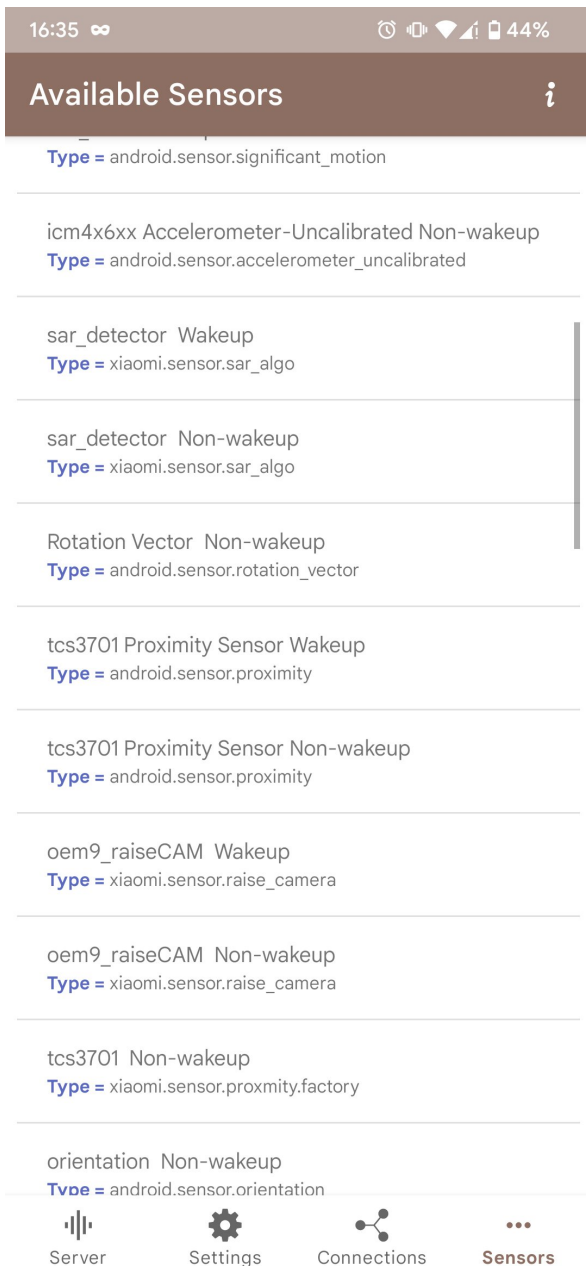 16:35 44%
Available Sensors i
Type = android.sensor.significant_motion
icm4x6xx Accelerometer-Uncalibrated Non-wakeup
Type = android.sensor.accelerometer_uncalibrated
sar_detector Wakeup
Type = xiaomi.sensor.sar_algo
sar_detector Non-wakeup
Type = xiaomi.sensor.sar_algo
Rotation Vector Non-wakeup
Type = android.sensor.rotation_vector
tcs3701 Proximity Sensor Wakeup
Type = android.sensor.proximity
tcs3701 Proximity Sensor Non-wakeup
Type = android.sensor.proximity
oem9_raiseCAM Wakeup
Type = xiaomi.sensor.raise_camera
oem9_raiseCAM Non-wakeup
Type = xiaomi.sensor.raise_camera
tcs3701 Non-wakeup
Type = xiaomi.sensor.proxmity.factory
orientation Non-wakeup
Type = android.sensor.orientation
Server Settings Connections Sensors